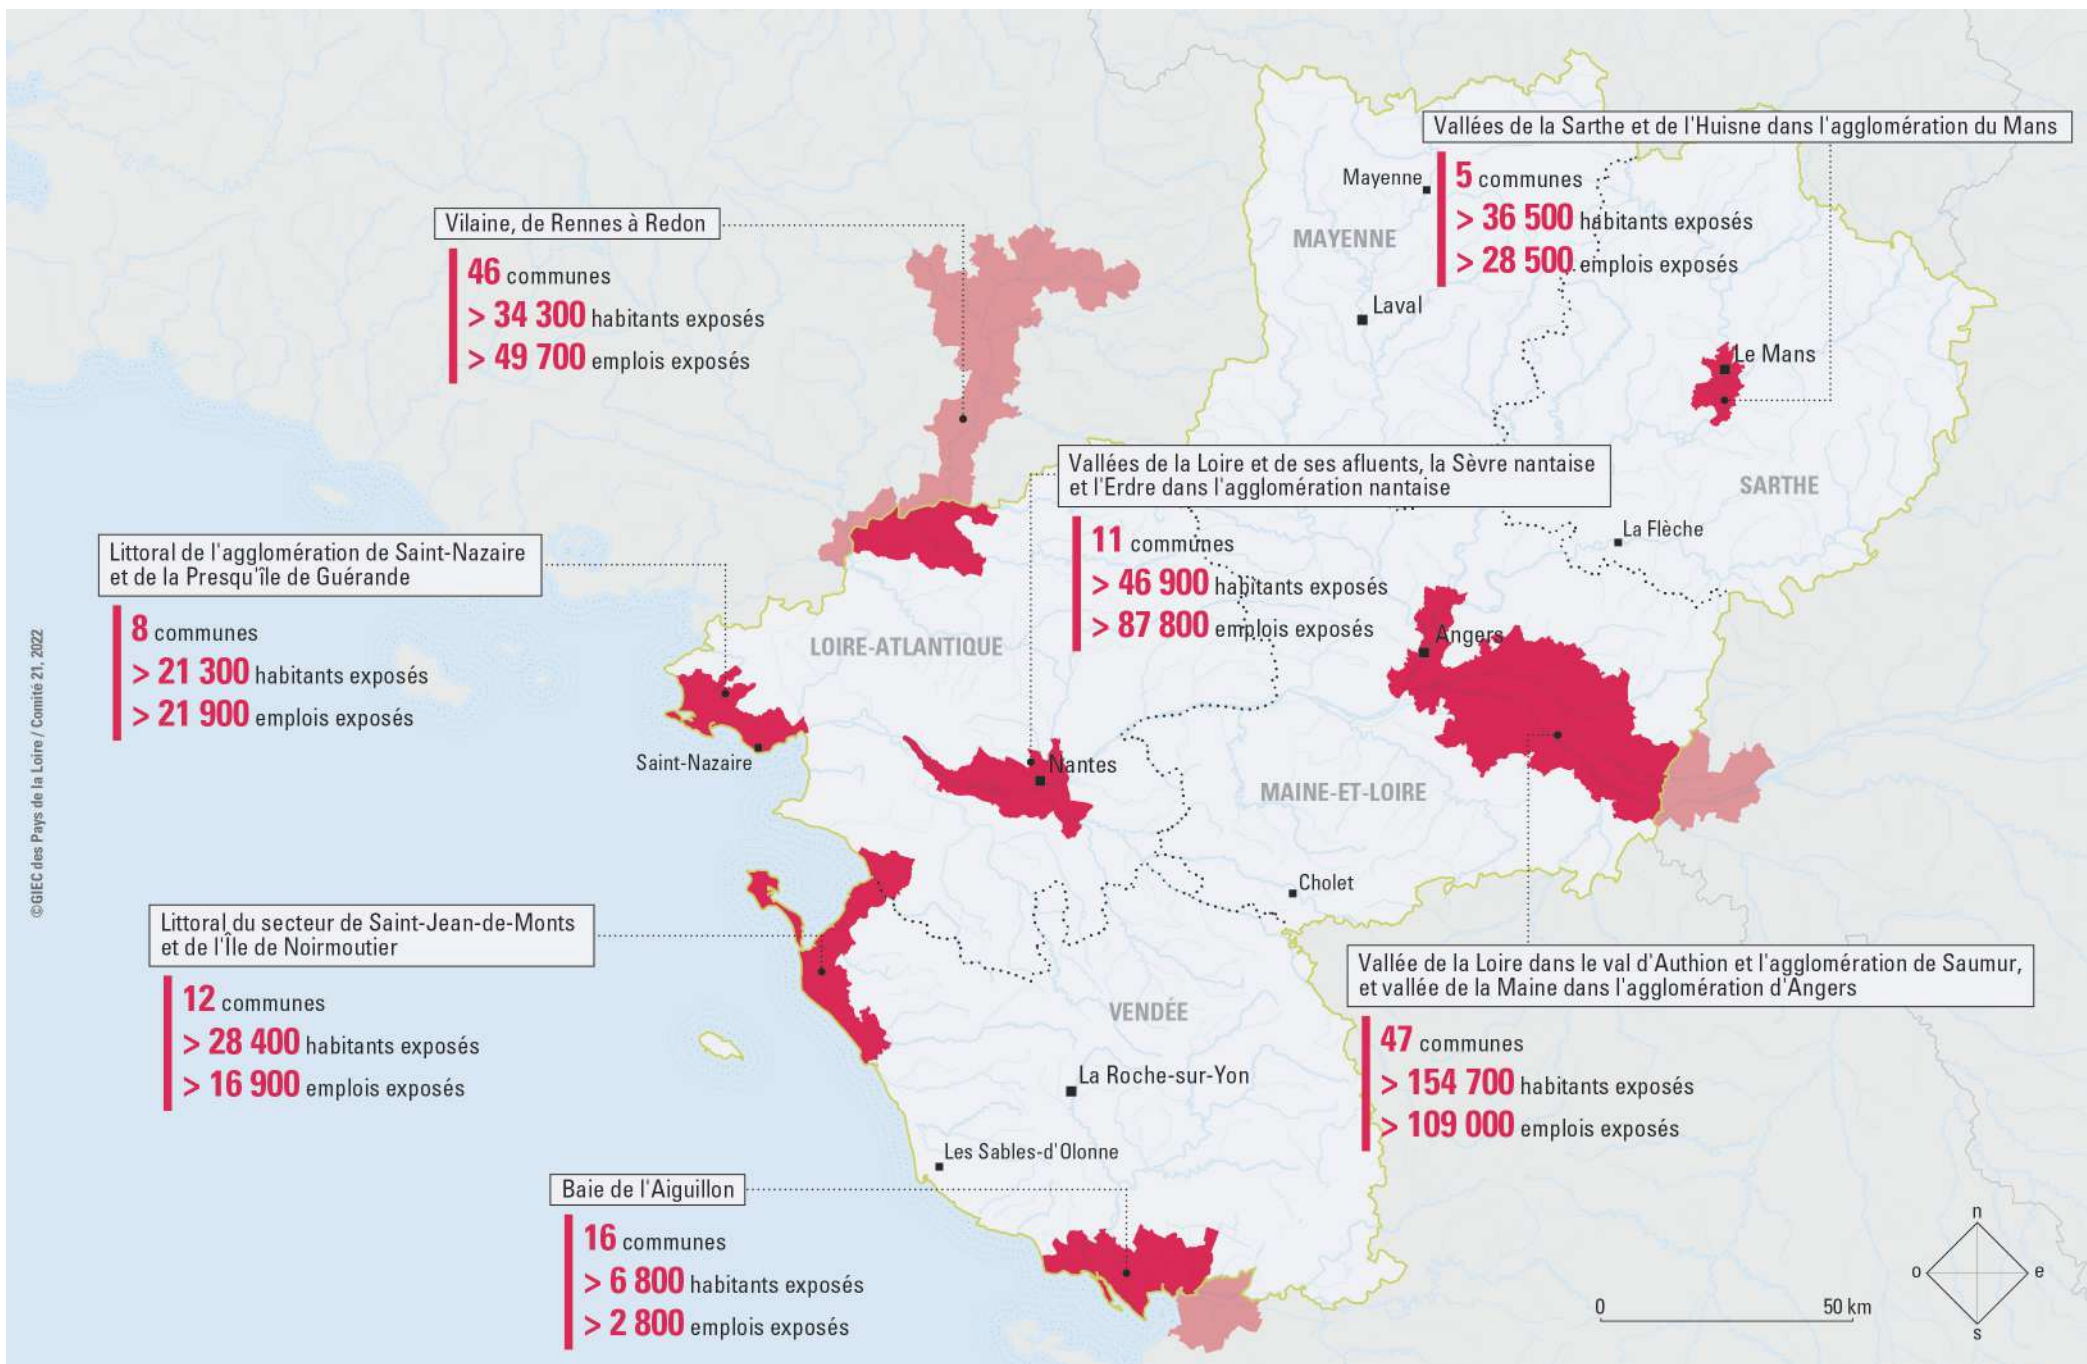 Vallées de la Sarthe et de l'Huisne dans l'agglomération du Mans
5 communes
> 36 500 habitants exposés
> 28 500 emplois exposés
Mayenne
MAYENNE
Laval
Le Mans
SARTHE
La Flèche
Vilaine, de Rennes à Redon
46 communes
> 34 300 habitants exposés
> 49 700 emplois exposés
Vallées de la Loire et de ses afluents, la Sèvre nantaise
et l'Erdre dans l'agglomération nantaise
11 communes
> 46 900 habitants exposés
> 87 800 emplois exposés
Littoral de l'agglomération de Saint-Nazaire
et de la Presqu'île de Guérande
8 communes
> 21 300 habitants exposés
> 21 900 emplois exposés
LOIRE-ATLANTIQUE
Angers
Saint-Nazaire
Nantes
MAINE-ET-LOIRE
Cholet
Littoral du secteur de Saint-Jean-de-Monts
et de l'Île de Noirmoutier
12 communes
> 28 400 habitants exposés
> 16 900 emplois exposés
Vallée de la Loire dans le val d'Authion et l'agglomération de Saumur,
et vallée de la Maine dans l'agglomération d'Angers
47 communes
> 154 700 habitants exposés
> 109 000 emplois exposés
VENDÉE
La Roche-sur-Yon
Les Sables-d'Olonne
Baie de l'Aiguillon
16 communes
> 6 800 habitants exposés
> 2 800 emplois exposés
0 50 km
n
o e
s
©GIEC des Pays de la Loire / Comité 21, 2022